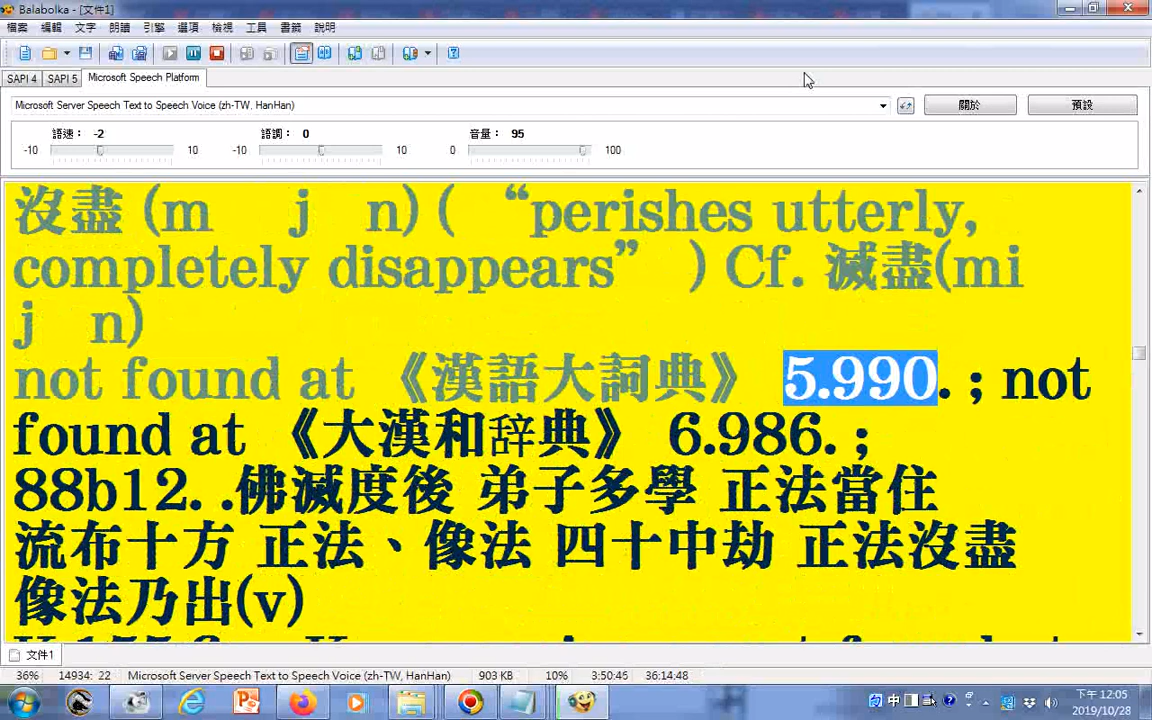 Balabolka - [文件1]
檔案 編輯 文字 朗讀 引擎 選項 檢視 工具 書籤 說明
SAPI 4 SAPI 5 Microsoft Speech Platform
Microsoft Server Speech Text to Speech Voice (zh-TW, HanHan) 關於 預設
語速: -2 語調: 0 音量: 95
-10 10 -10 10 0 100
沒盡 (m j n) ( “perishes utterly,
completely disappears” ) Cf. 滅盡(mi
j n)
not found at 《漢語大詞典》 5.990. ; not
found at 《大漢和辞典》 6.986. ;
88b12. .佛滅度後 弟子多學 正法當住
流布十方 正法、像法 四十中劫 正法沒盡
像法乃出(v)
文件1
36% 14934: 22 Microsoft Server Speech Text to Speech Voice (zh-TW, HanHan) 903 KB 10% 3:50:45 36:14:48
中 下午 12:05
2019/10/28